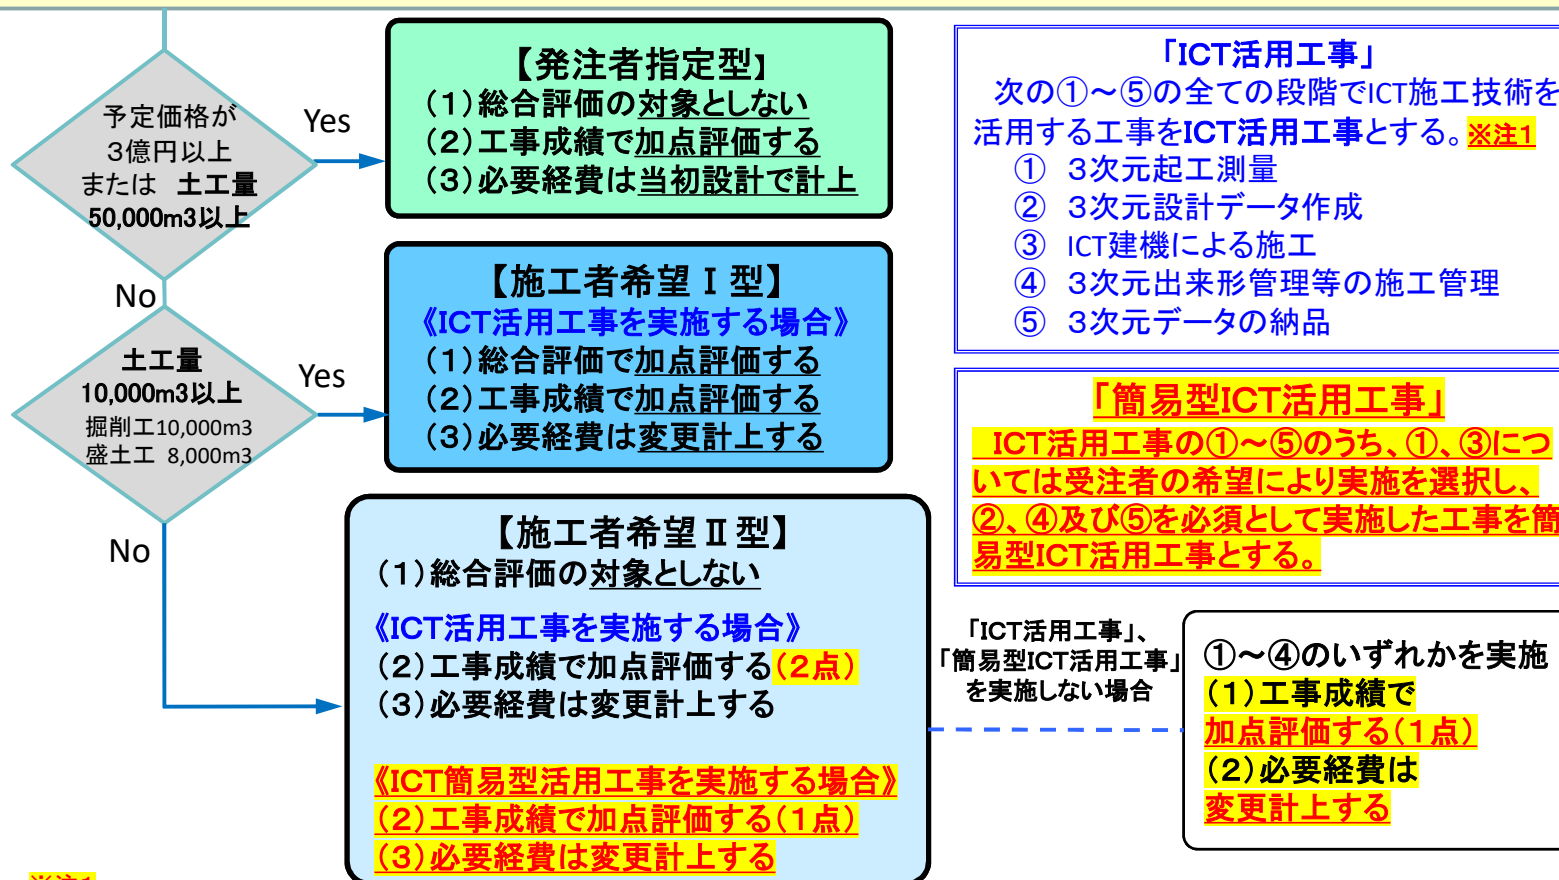 予定価格が
3億円以上
または 土工量
50,000m3以上
Yes
No
【発注者指定型】
(1)総合評価の対象としない
(2)工事成績で加点評価する
(3)必要経費は当初設計で計上
土工量
10,000m3以上
掘削工10,000m3
盛土工 8,000m3
Yes
No
【施工者希望Ⅰ型】
《ICT活用工事を実施する場合》
(1)総合評価で加点評価する
(2)工事成績で加点評価する
(3)必要経費は変更計上する
【施工者希望Ⅱ型】
(1)総合評価の対象としない
《ICT活用工事を実施する場合》
(2)工事成績で加点評価する(2点)
(3)必要経費は変更計上する
《ICT簡易型活用工事を実施する場合》
(2)工事成績で加点評価する(1点)
(3)必要経費は変更計上する
「ICT活用工事」
次の①～⑤の全ての段階でICT施工技術を
活用する工事をICT活用工事とする。※注1
① 3次元起工測量
② 3次元設計データ作成
③ ICT建機による施工
④ 3次元出来形管理等の施工管理
⑤ 3次元データの納品
「簡易型ICT活用工事」
ICT活用工事の①～⑤のうち、①、③につ
いては受注者の希望により実施を選択し、
②、④及び⑤を必須として実施した工事を簡
易型ICT活用工事とする。
「ICT活用工事」、
「簡易型ICT活用工事」
を実施しない場合
①～④のいずれかを実施
(1)工事成績で
加点評価する(1点)
(2)必要経費は
変更計上する
※注1